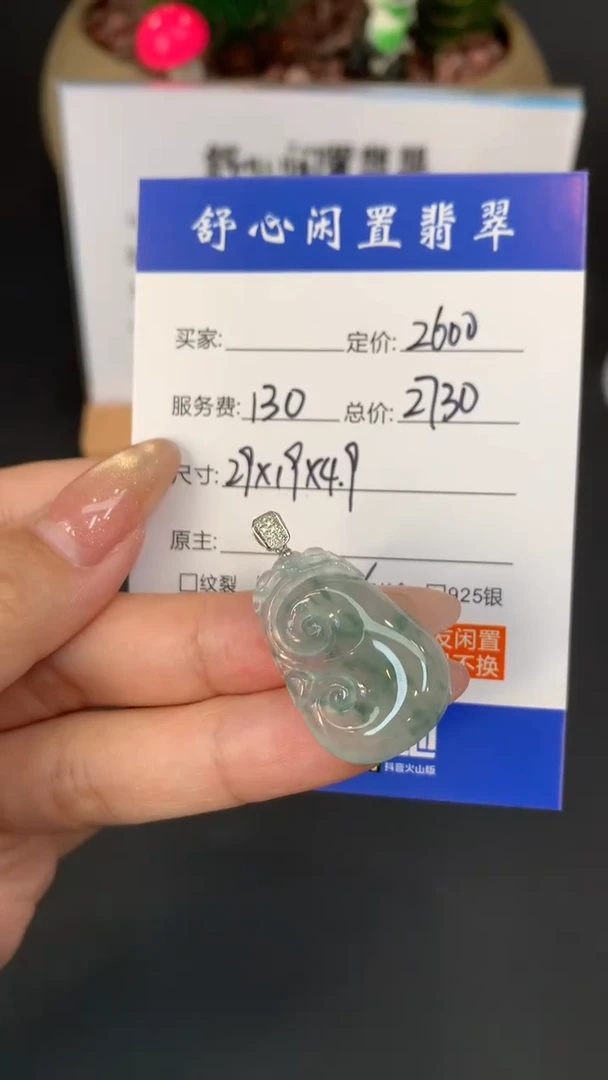 舒心闲置翡翠
买家: 定价: 2600
服务费: 130 总价: 2730
尺寸: 29X19X4.9
原主:
□纹裂 925银
友闲置
不换
抖音火山版